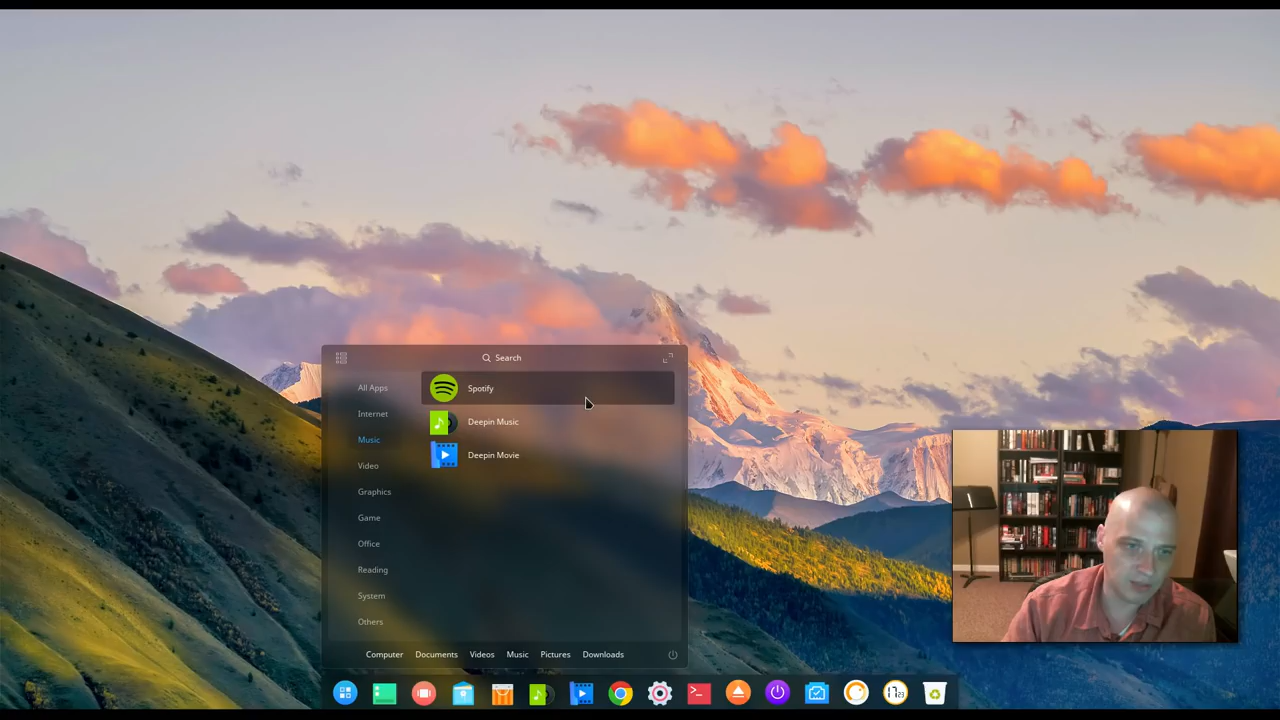 Search
All Apps
Internet
Music
Video
Graphics
Game
Office
Reading
System
Others
Spotify
Deepin Music
Deepin Movie
Computer Documents Videos Music Pictures Downloads